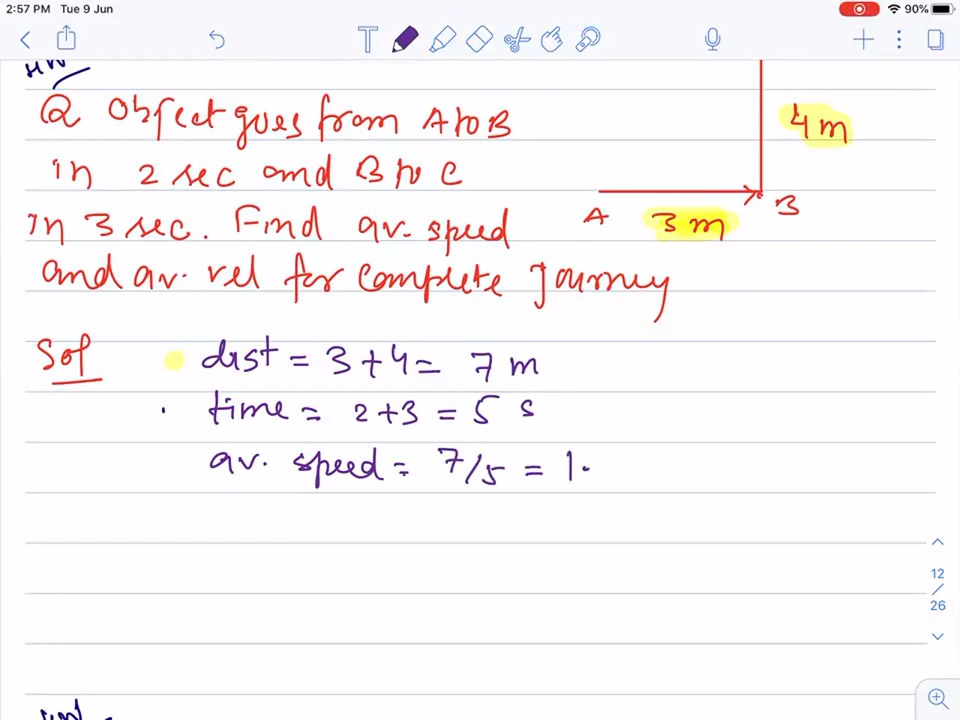 2:57 PM Tue 9 Jun
90%
T
HW
4 m
Q Object goes from A to B
in 2 sec and B to C
A 3 m B
in 3 sec. Find av. speed
and av. vel for complete Journey
Sol dist = 3 + 4 = 7 m
time = 2 + 3 = 5 s
av. speed = 7/5 = 1.
12
/
26